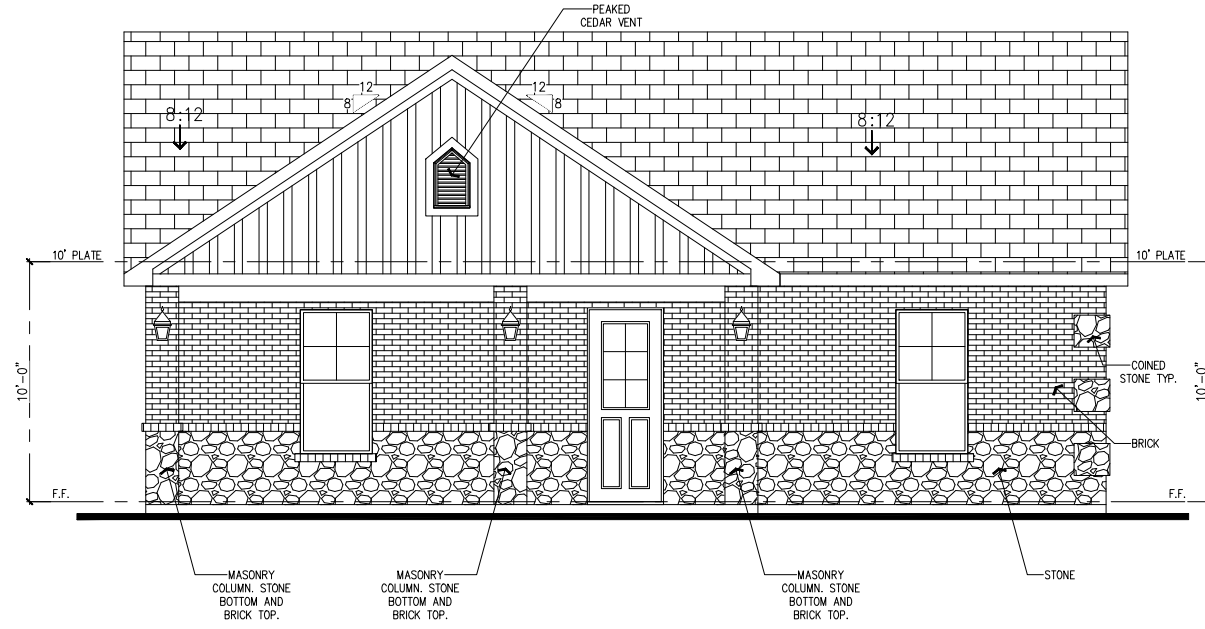 PEAKED
CEDAR VENT
12
8
12
8
8:12
8:12
10' PLATE
10' PLATE
10'-0"
10'-0"
COINED
STONE TYP.
BRICK
F.F.
F.F.
MASONRY
COLUMN. STONE
BOTTOM AND
BRICK TOP.
MASONRY
COLUMN. STONE
BOTTOM AND
BRICK TOP.
MASONRY
COLUMN. STONE
BOTTOM AND
BRICK TOP.
STONE